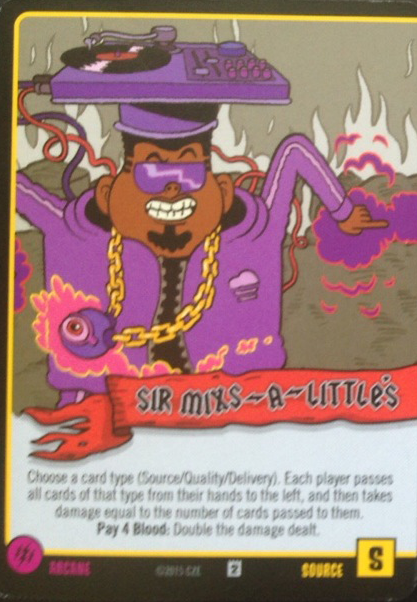 SIR MIXS-A-LITTLE'S
Choose a card type (Source/Quality/Delivery). Each player passes
all cards of that type from their hands to the left, and then takes
damage equal to the number of cards passed to them.
Pay 4 Blood: Double the damage dealt.
ARCANE
©2015 CZE
2
SOURCE
S